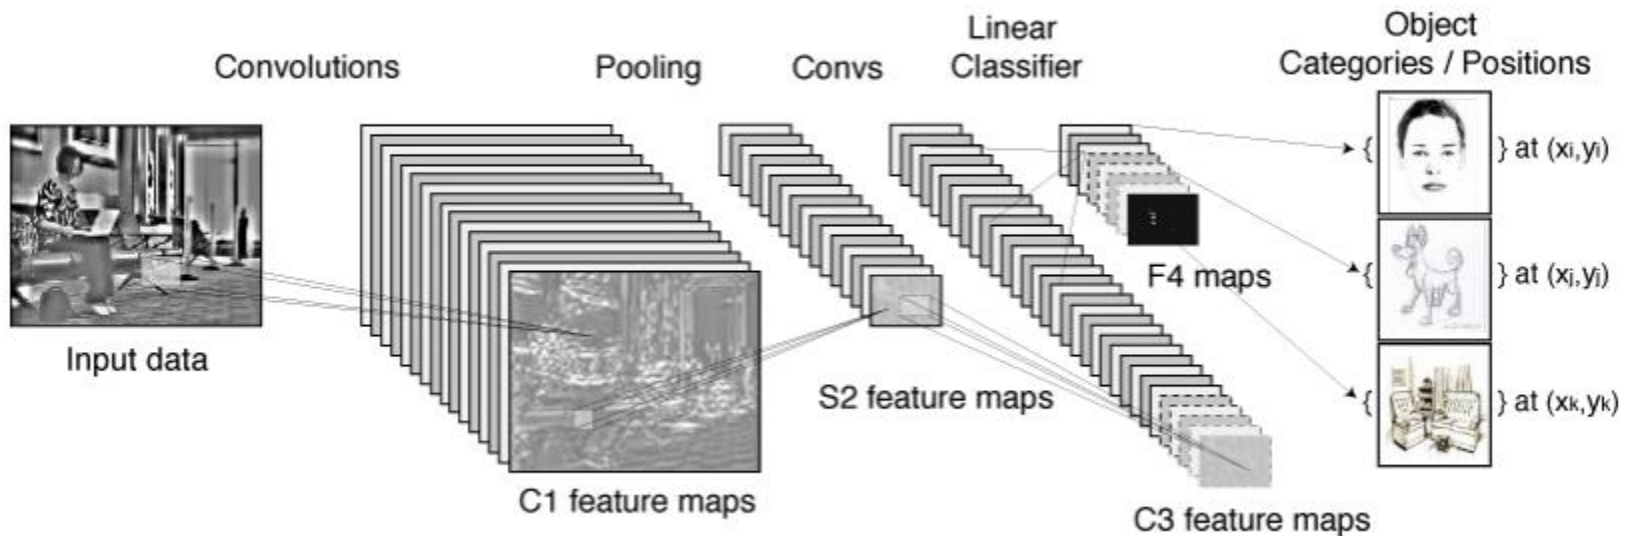 Convolutions
Pooling
Convs
Linear
Classifier
Object
Categories / Positions
{ } at (xi,yi)
{ } at (xj,yj)
{ } at (xk,yk)
Input data
C1 feature maps
S2 feature maps
C3 feature maps
F4 maps